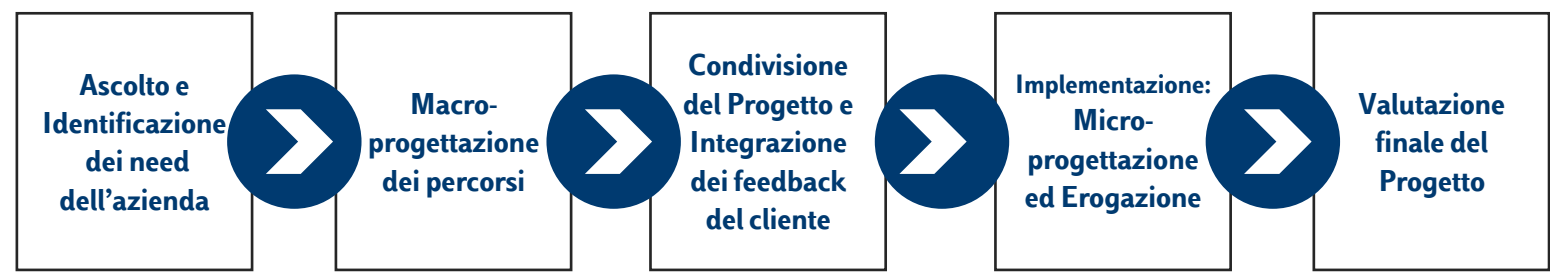 Ascolto e
Identificazione
dei need
dell’azienda
Macro-
progettazione
dei percorsi
Condivisione
del Progetto e
Integrazione
dei feedback
del cliente
Implementazione:
Micro-
progettazione
ed Erogazione
Valutazione
finale del
Progetto